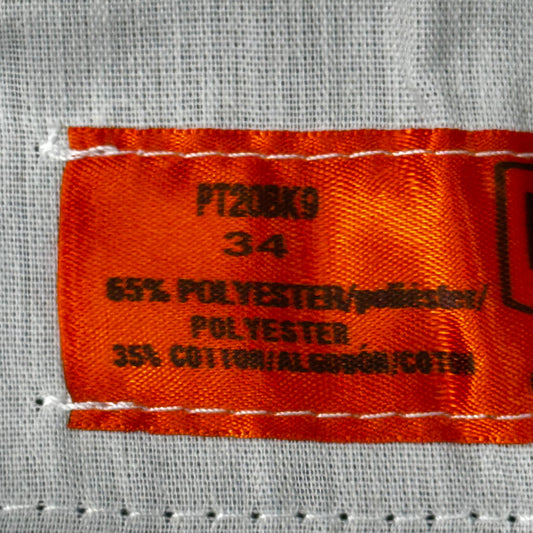 PT20BK9
34
65% POLYESTER/poliéster/
POLYESTER
35% COTTON/ALGODÓN/COTON